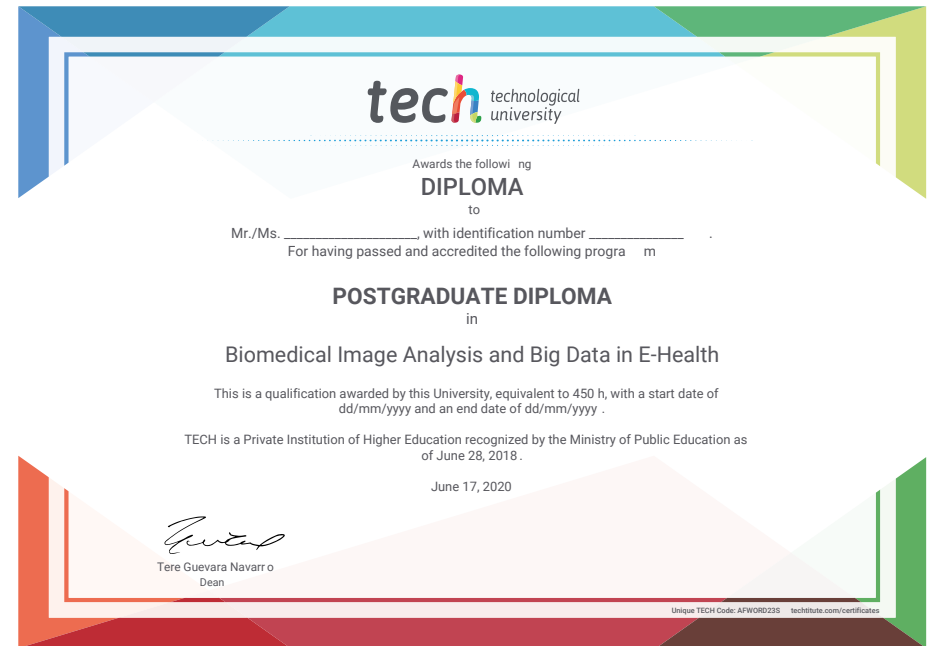 tech technological
university
Awards the followi ng
DIPLOMA
to
Mr./Ms. ______________________, with identification number _______________ .
For having passed and accredited the following progra m
POSTGRADUATE DIPLOMA
in
Biomedical Image Analysis and Big Data in E-Health
This is a qualification awarded by this University, equivalent to 450 h, with a start date of
dd/mm/yyyy and an end date of dd/mm/yyyy .
TECH is a Private Institution of Higher Education recognized by the Ministry of Public Education as
of June 28, 2018 .
June 17, 2020
Tere Guevara Navarr o
Dean
Unique TECH Code: AFWORD23S techtitute.com/certificates